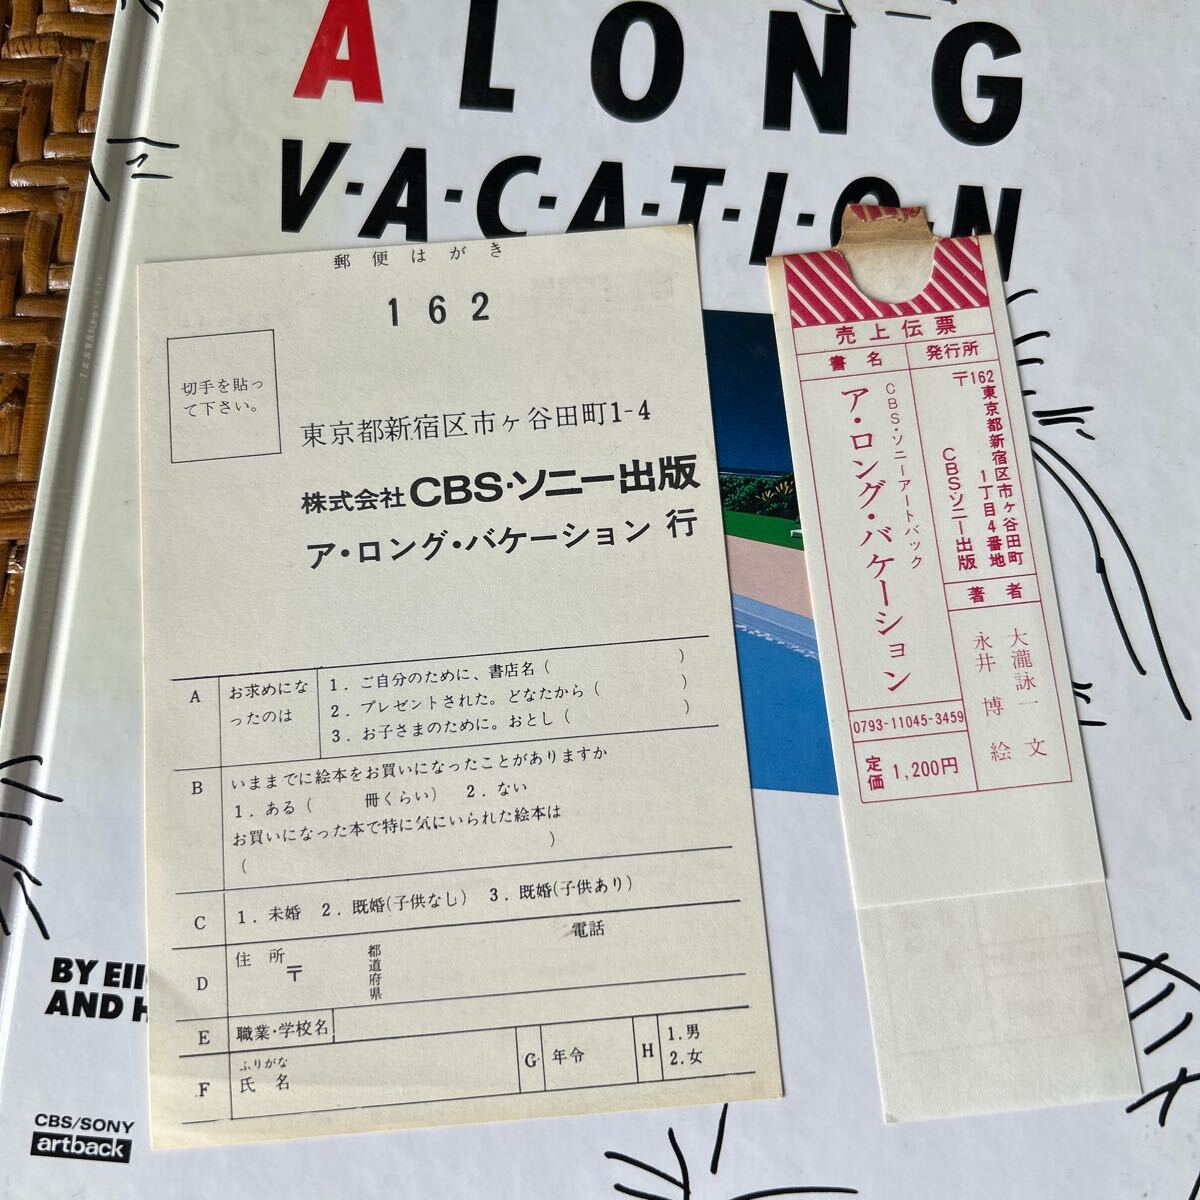 A LONG
V·A·C·A·T·I·O·N
郵便はがき
162
切手を貼っ
て下さい。
東京都新宿区市ヶ谷田町1-4
株式会社 CBS・ソニー出版
ア・ロング・バケーション 行
A
お求めにな
ったのは
1. ご自分のために、書店名 ( )
2. プレゼントされた。どなたから ( )
3. お子さまのために。おとし ( )
B
いままでに絵本をお買いになったことがありますか
1. ある ( 冊くらい) 2. ない
お買いになった本で特に気にいられた絵本は
( )
C
1. 未婚 2. 既婚(子供なし) 3. 既婚(子供あり)
D
住所
〒
都道府県
電話
E
職業・学校名
F
ふりがな
氏名
G
年令
H
1.男
2.女
売上伝票
発行所
〒162
東京都新宿区市ヶ谷田町
1丁目4番地
CBSソニー出版
書名
CBS・ソニーアートバック
ア・ロング・バケーション
著者
大瀧詠一 文
永井 博 絵
0793-11045-3459
定価
1,200円
BY EII
AND H
CBS/SONY
artback